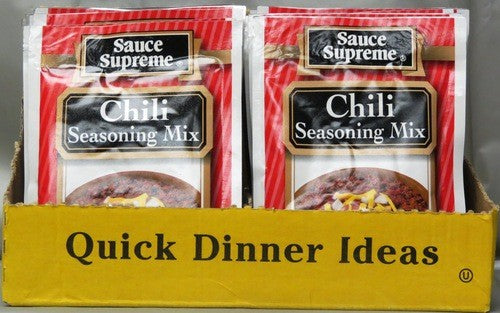 Sauce
Supreme®
Chili
Seasoning Mix
Sauce
Supreme®
Chili
Seasoning Mix
Quick Dinner Ideas
U